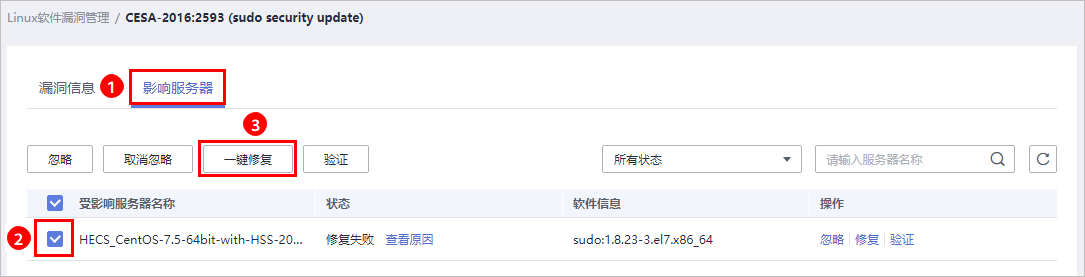 Linux软件漏洞管理 / CESA-2016:2593 (sudo security update)
漏洞信息 1 影响服务器
3
忽略 取消忽略 一键修复 验证 所有状态 请输入服务器名称
受影响服务器名称 状态 软件信息 操作
2 HECS_CentOS-7.5-64bit-with-HSS-20... 修复失败 查看原因 sudo:1.8.23-3.el7.x86_64 忽略 修复 验证